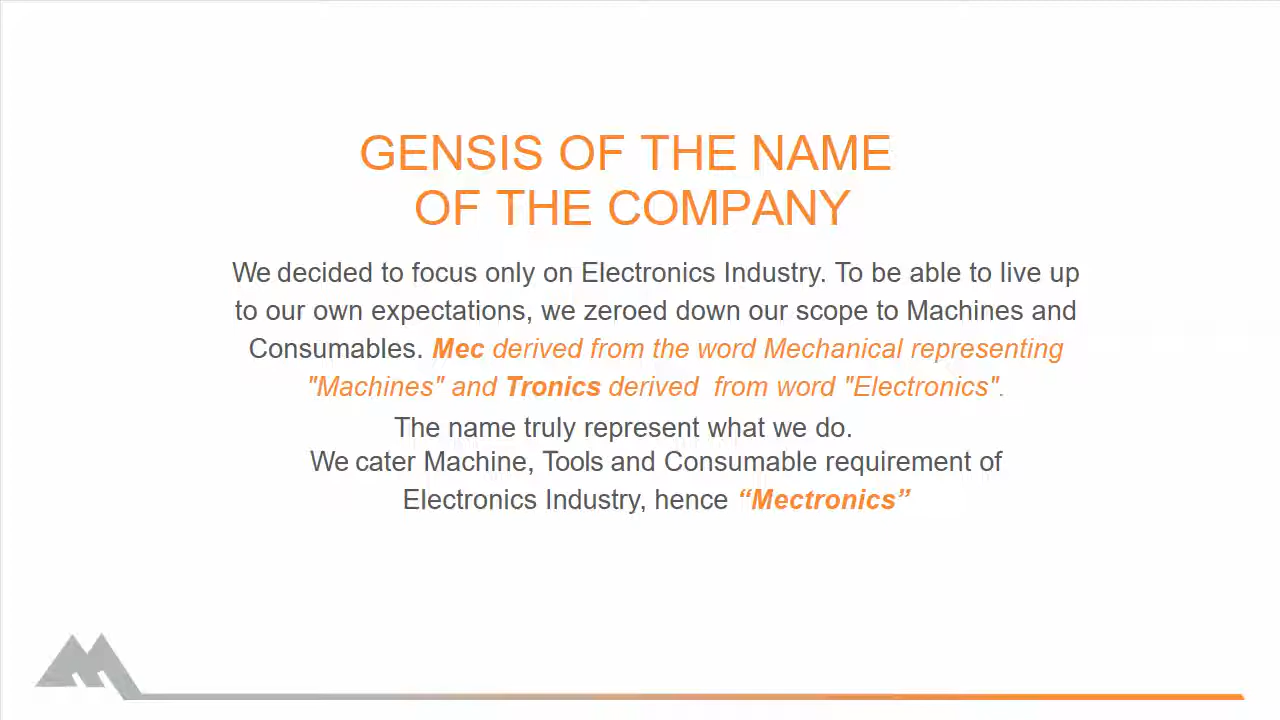 GENSIS OF THE NAME
OF THE COMPANY
We decided to focus only on Electronics Industry. To be able to live up
to our own expectations, we zeroed down our scope to Machines and
Consumables. Mec derived from the word Mechanical representing
"Machines" and Tronics derived  from word "Electronics".
The name truly represent what we do.
We cater Machine, Tools and Consumable requirement of
Electronics Industry, hence “Mectronics”